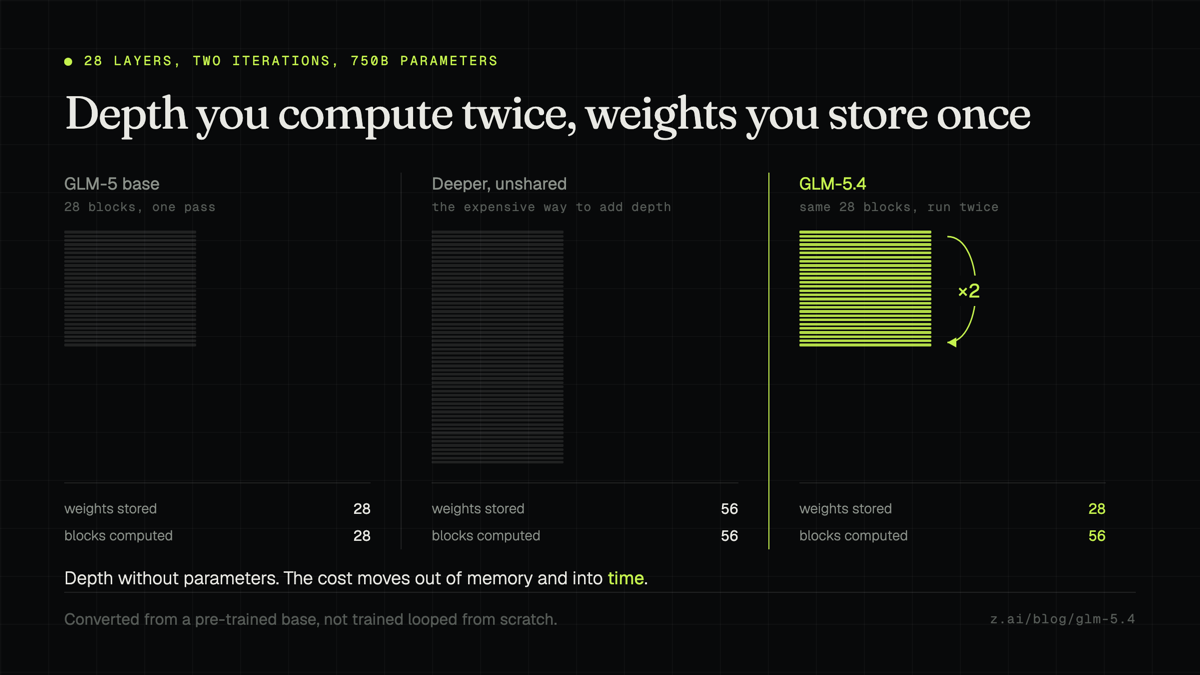 28 LAYERS, TWO ITERATIONS, 750B PARAMETERS
Depth you compute twice, weights you store once
GLM-5 base
28 blocks, one pass
weights stored 28
blocks computed 28
Deeper, unshared
the expensive way to add depth
weights stored 56
blocks computed 56
GLM-5.4
same 28 blocks, run twice
×2
weights stored 28
blocks computed 56
Depth without parameters. The cost moves out of memory and into time.
Converted from a pre-trained base, not trained looped from scratch.
z.ai/blog/glm-5.4